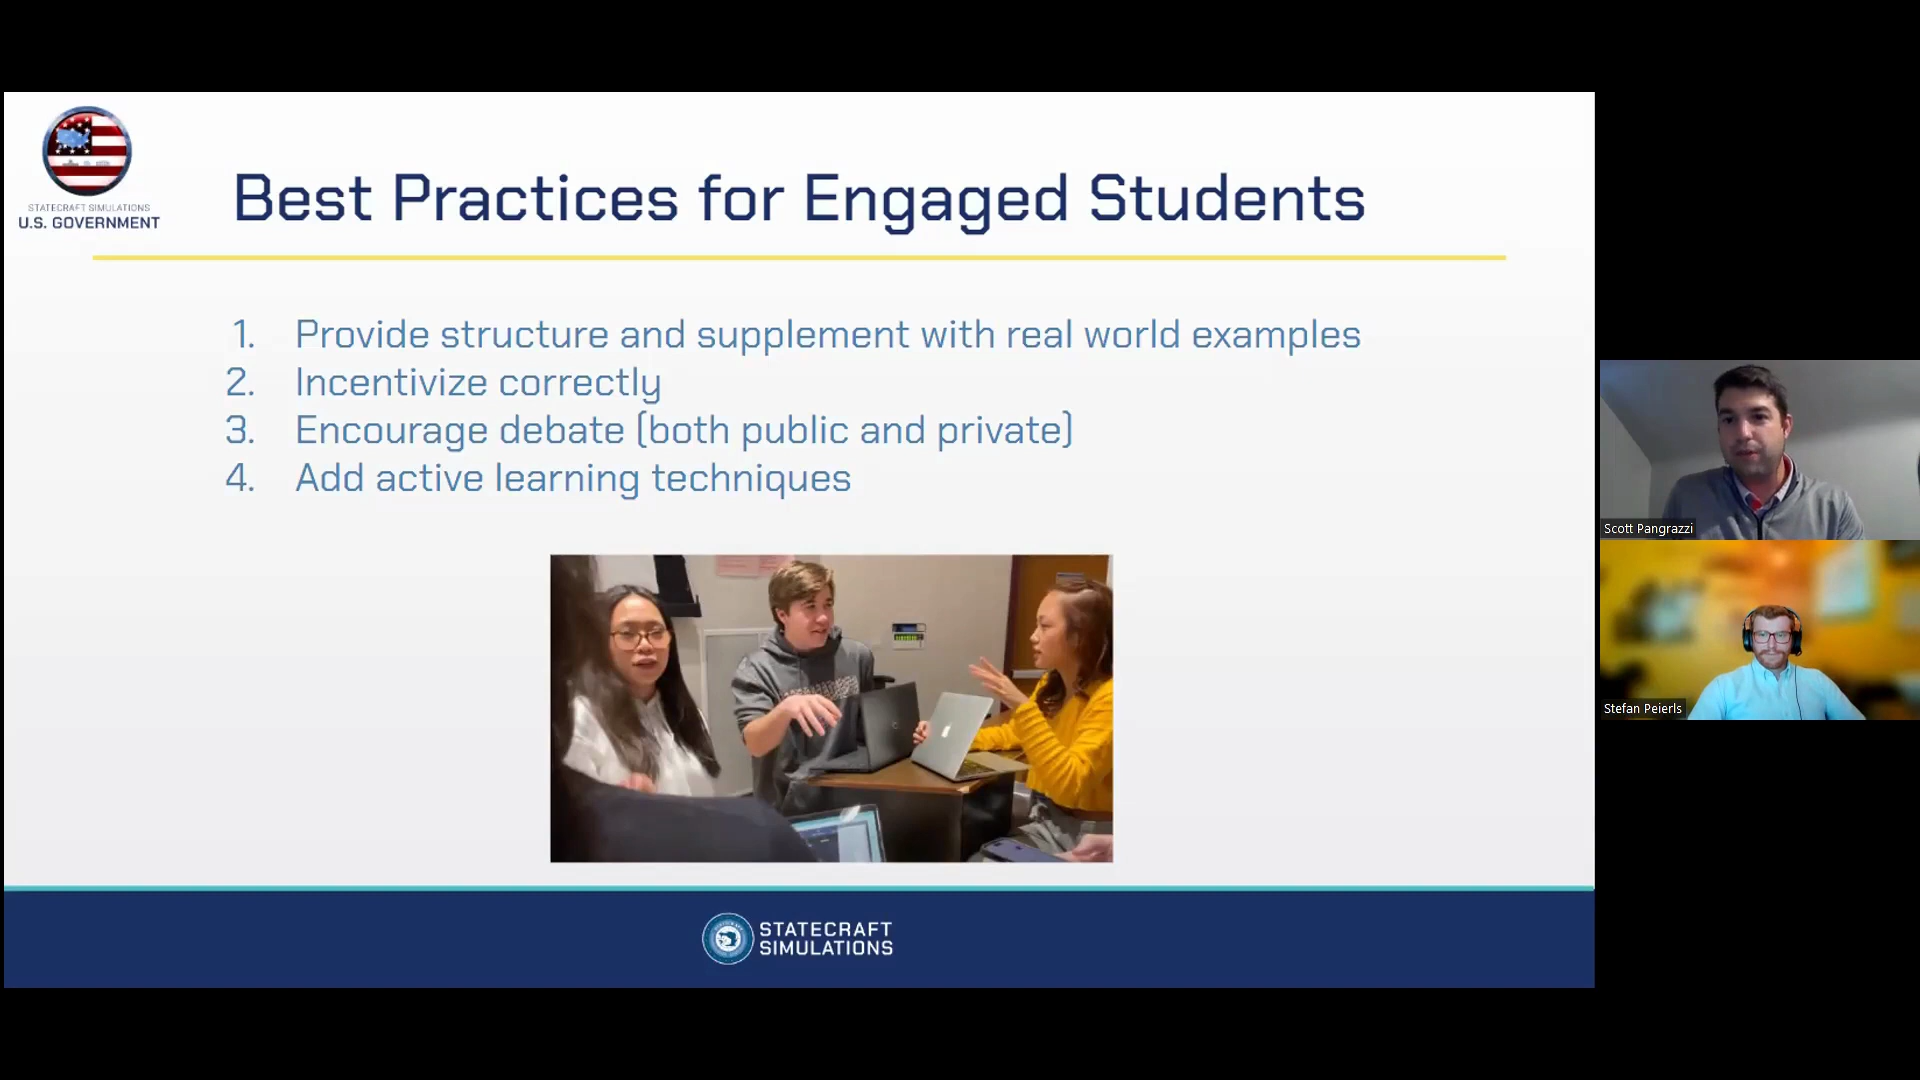 STATECRAFT SIMULATIONS
U.S. GOVERNMENT
Best Practices for Engaged Students
1. Provide structure and supplement with real world examples
2. Incentivize correctly
3. Encourage debate (both public and private)
4. Add active learning techniques
Scott Pangrazzi
Stefan Peierls
STATECRAFT
SIMULATIONS